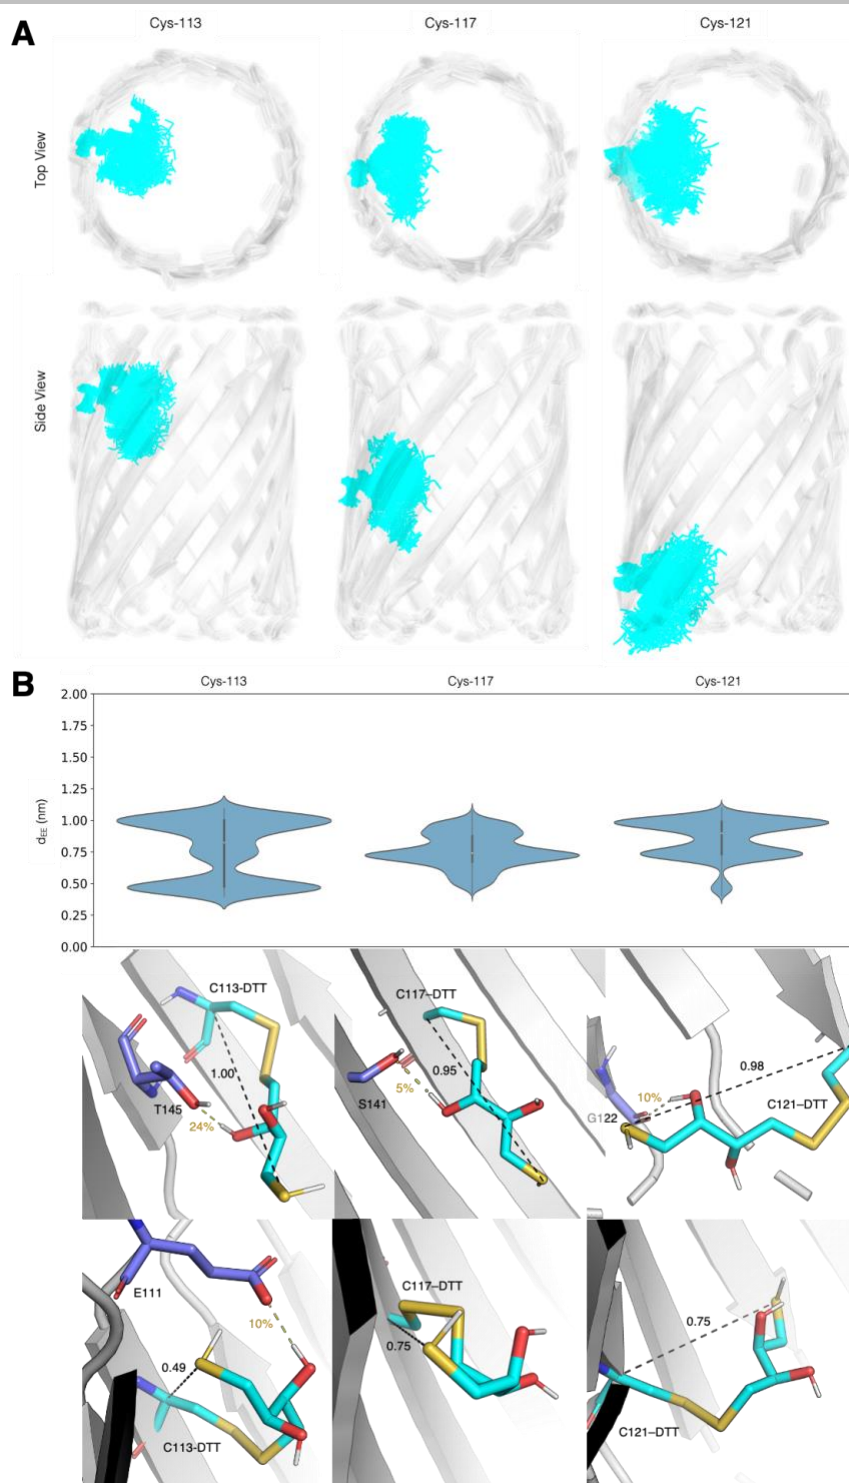 A
Cys-113 Cys-117 Cys-121
Top View
Side View
B
Cys-113 Cys-117 Cys-121
2.00
1.75
1.50
1.25
1.00
0.75
0.50
0.25
0.00
dEE (nm)
C113-DTT
1.00
T145
24%
C117–DTT
0.95
5%
S141
0.98
10%
G122
C121–DTT
E111
10%
0.49
C113-DTT
C117–DTT
0.75
0.75
C121–DTT